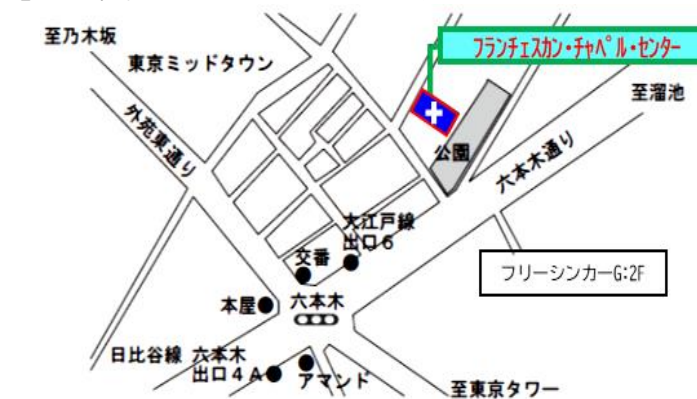 至乃木坂
フランチェスカン・チャペル・センター
東京ミッドタウン
至溜池
外苑東通り
公園
六本木通り
大江戸線
出口6
交番
フリーシンカーG:2F
本屋
六本木
日比谷線 六本木
出口4A
アマンド
至東京タワー